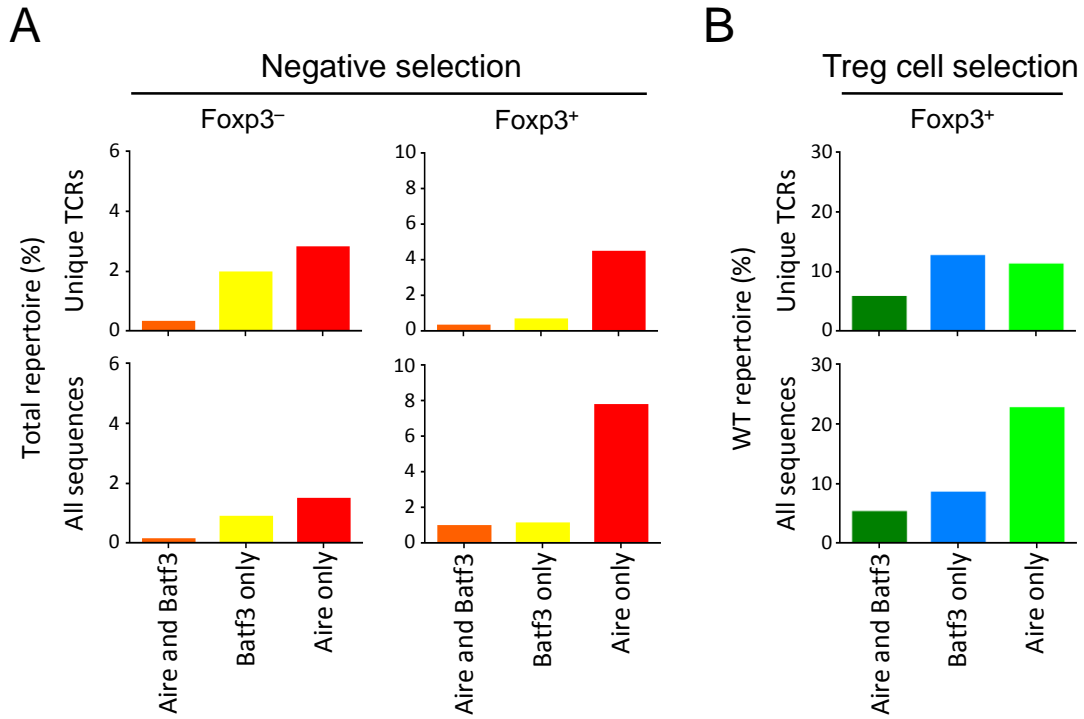 A
Negative selection
Foxp3⁻
Foxp3⁺
Total repertoire (%)
Unique TCRs
6
4
2
0
10
8
6
4
2
0
All sequences
6
4
2
0
10
8
6
4
2
0
Aire and Batf3
Batf3 only
Aire only
Aire and Batf3
Batf3 only
Aire only
B
Treg cell selection
Foxp3⁺
WT repertoire (%)
Unique TCRs
30
20
10
0
All sequences
30
20
10
0
Aire and Batf3
Batf3 only
Aire only